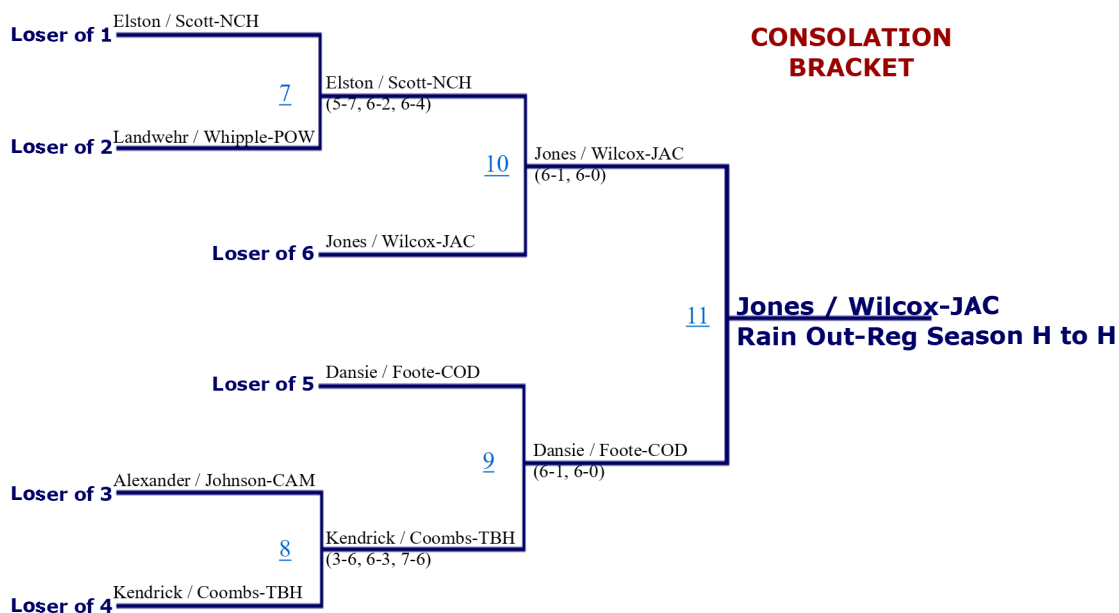 Elston / Scott-NCH
Loser of 1
CONSOLATION
BRACKET
7
Elston / Scott-NCH
(5-7, 6-2, 6-4)
Landwehr / Whipple-POW
Loser of 2
10
Jones / Wilcox-JAC
(6-1, 6-0)
Jones / Wilcox-JAC
Loser of 6
11
Jones / Wilcox-JAC
Rain Out-Reg Season H to H
Dansie / Foote-COD
Loser of 5
9
Dansie / Foote-COD
(6-1, 6-0)
Alexander / Johnson-CAM
Loser of 3
8
Kendrick / Coombs-TBH
(3-6, 6-3, 7-6)
Kendrick / Coombs-TBH
Loser of 4